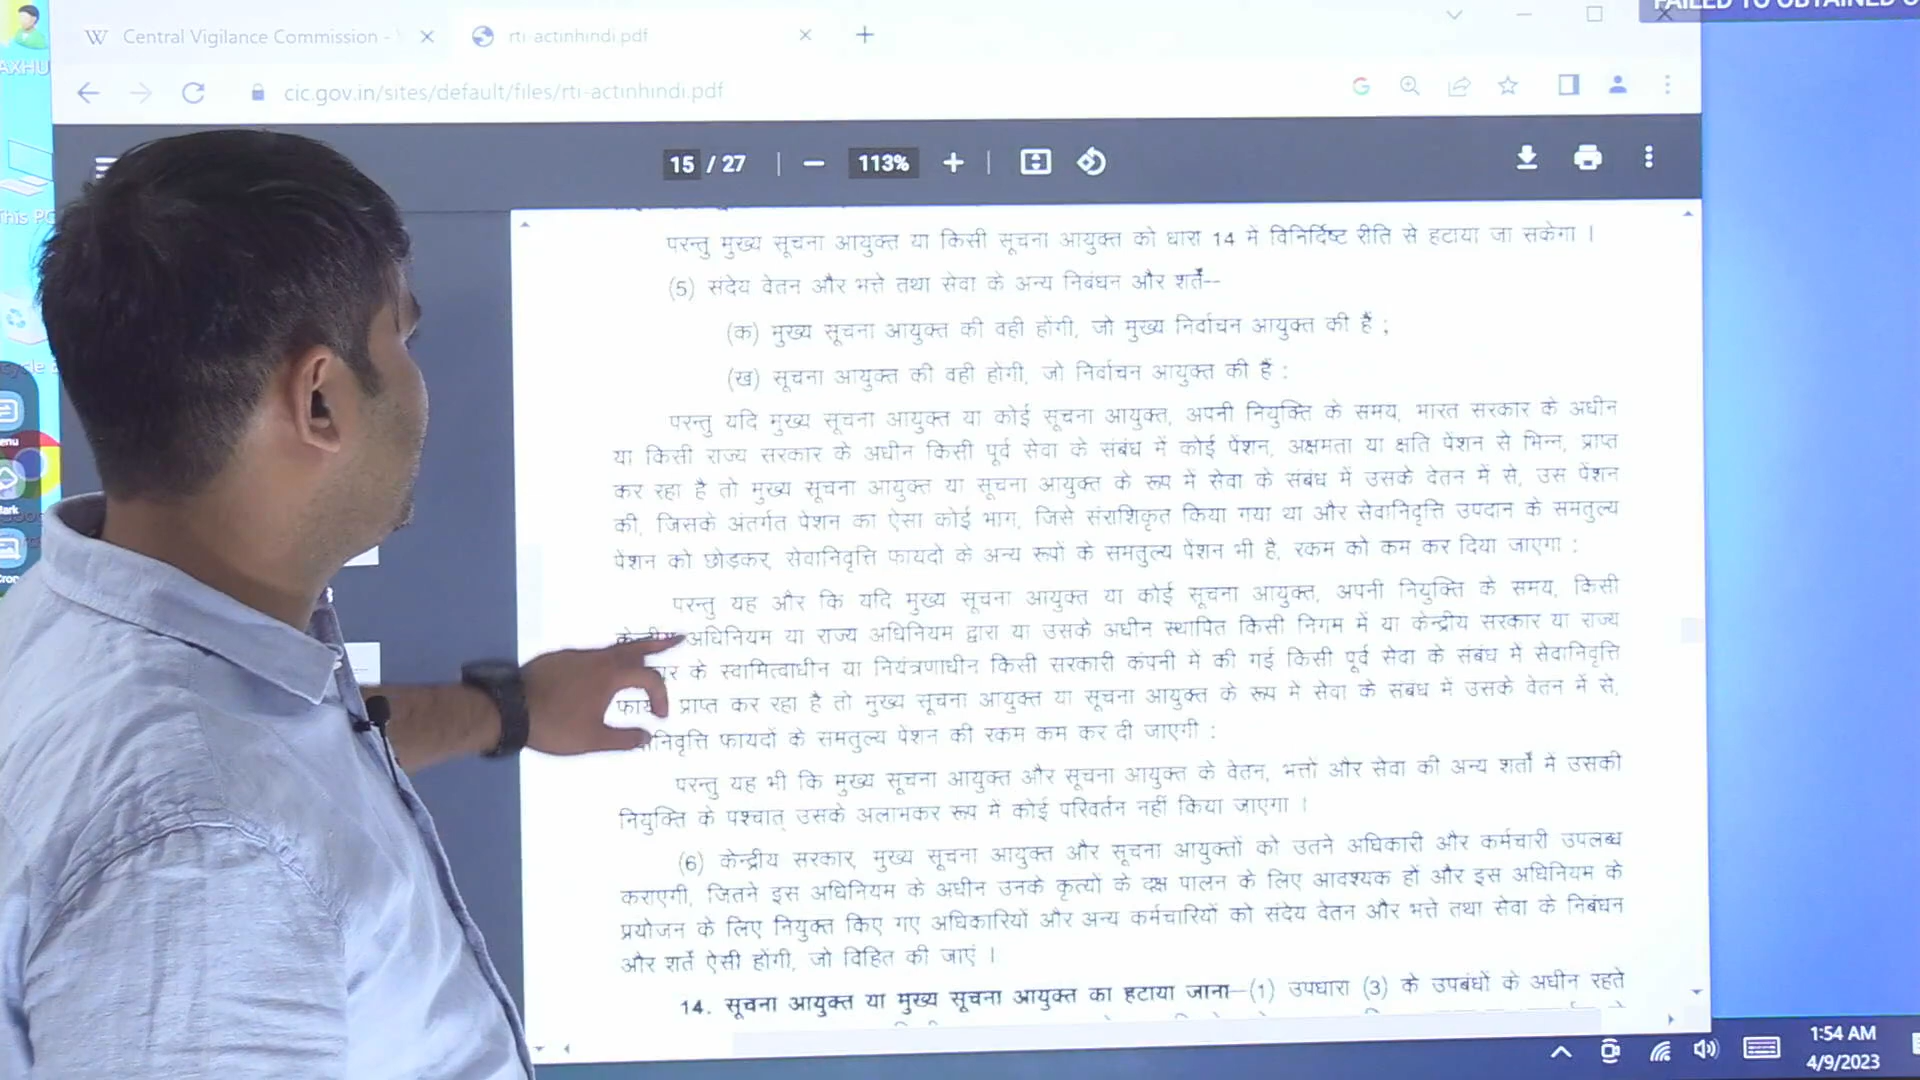 FAILED TO OBTAINED
Central Vigilance Commission -
rti-actinhindi.pdf
AXHU
cic.gov.in/sites/default/files/rti-actinhindi.pdf
15 / 27
113%
This PC
परन्तु मुख्य सूचना आयुक्त या किसी सूचना आयुक्त को धारा 14 में विनिर्दिष्ट रीति से हटाया जा सकेगा ।
(5) संदेय वेतन और भत्ते तथा सेवा के अन्य निबंधन और शर्तें--
(क) मुख्य सूचना आयुक्त की वही होंगी, जो मुख्य निर्वाचन आयुक्त की हैं ;
(ख) सूचना आयुक्त की वही होंगी, जो निर्वाचन आयुक्त की हैं :
परन्तु यदि मुख्य सूचना आयुक्त या कोई सूचना आयुक्त, अपनी नियुक्ति के समय, भारत सरकार के अधीन
या किसी राज्य सरकार के अधीन किसी पूर्व सेवा के संबंध में कोई पेंशन, अक्षमता या क्षति पेंशन से भिन्न, प्राप्त
कर रहा है तो मुख्य सूचना आयुक्त या सूचना आयुक्त के रूप में सेवा के संबंध में उसके वेतन में से, उस पेंशन
की, जिसके अंतर्गत पेंशन का ऐसा कोई भाग, जिसे संराशिकृत किया गया था और सेवानिवृत्ति उपदान के समतुल्य
पेंशन को छोड़कर, सेवानिवृत्ति फायदों के अन्य रूपों के समतुल्य पेंशन भी है, रकम को कम कर दिया जाएगा :
परन्तु यह और कि यदि मुख्य सूचना आयुक्त या कोई सूचना आयुक्त, अपनी नियुक्ति के समय, किसी
केन्द्रीय अधिनियम या राज्य अधिनियम द्वारा या उसके अधीन स्थापित किसी निगम में या केन्द्रीय सरकार या राज्य
के स्वामित्वाधीन या नियंत्रणाधीन किसी सरकारी कंपनी में की गई किसी पूर्व सेवा के संबंध में सेवानिवृत्ति
प्राप्त कर रहा है तो मुख्य सूचना आयुक्त या सूचना आयुक्त के रूप में सेवा के संबंध में उसके वेतन में से,
फायदों के समतुल्य पेंशन की रकम कम कर दी जाएगी :
परन्तु यह भी कि मुख्य सूचना आयुक्त और सूचना आयुक्त के वेतन, भत्तों और सेवा की अन्य शर्तों में उसकी
नियुक्ति के पश्चात् उसके अलाभकर रूप में कोई परिवर्तन नहीं किया जाएगा ।
(6) केन्द्रीय सरकार, मुख्य सूचना आयुक्त और सूचना आयुक्तों को उतने अधिकारी और कर्मचारी उपलब्ध
कराएगी, जितने इस अधिनियम के अधीन उनके कृत्यों के दक्ष पालन के लिए आवश्यक हों और इस अधिनियम के
प्रयोजन के लिए नियुक्त किए गए अधिकारियों और अन्य कर्मचारियों को संदेय वेतन और भत्ते तथा सेवा के निबंधन
और शर्तें ऐसी होंगी, जो विहित की जाएं ।
14. सूचना आयुक्त या मुख्य सूचना आयुक्त का हटाया जाना--(1) उपधारा (3) के उपबंधों के अधीन रहते
1:54 AM
4/9/2023